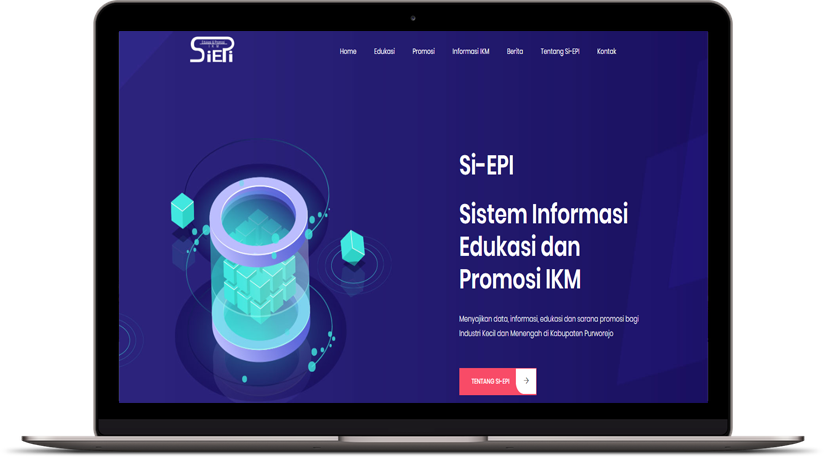 SiEPi
Home Edukasi Promosi Informasi IKM Berita Tentang Si-EPI Kontak
Si-EPI
Sistem Informasi
Edukasi dan
Promosi IKM
Menyajikan data, informasi, edukasi dan sarana promosi bagi
Industri Kecil dan Menengah di Kabupaten Purworejo
TENTANG SI-EPI